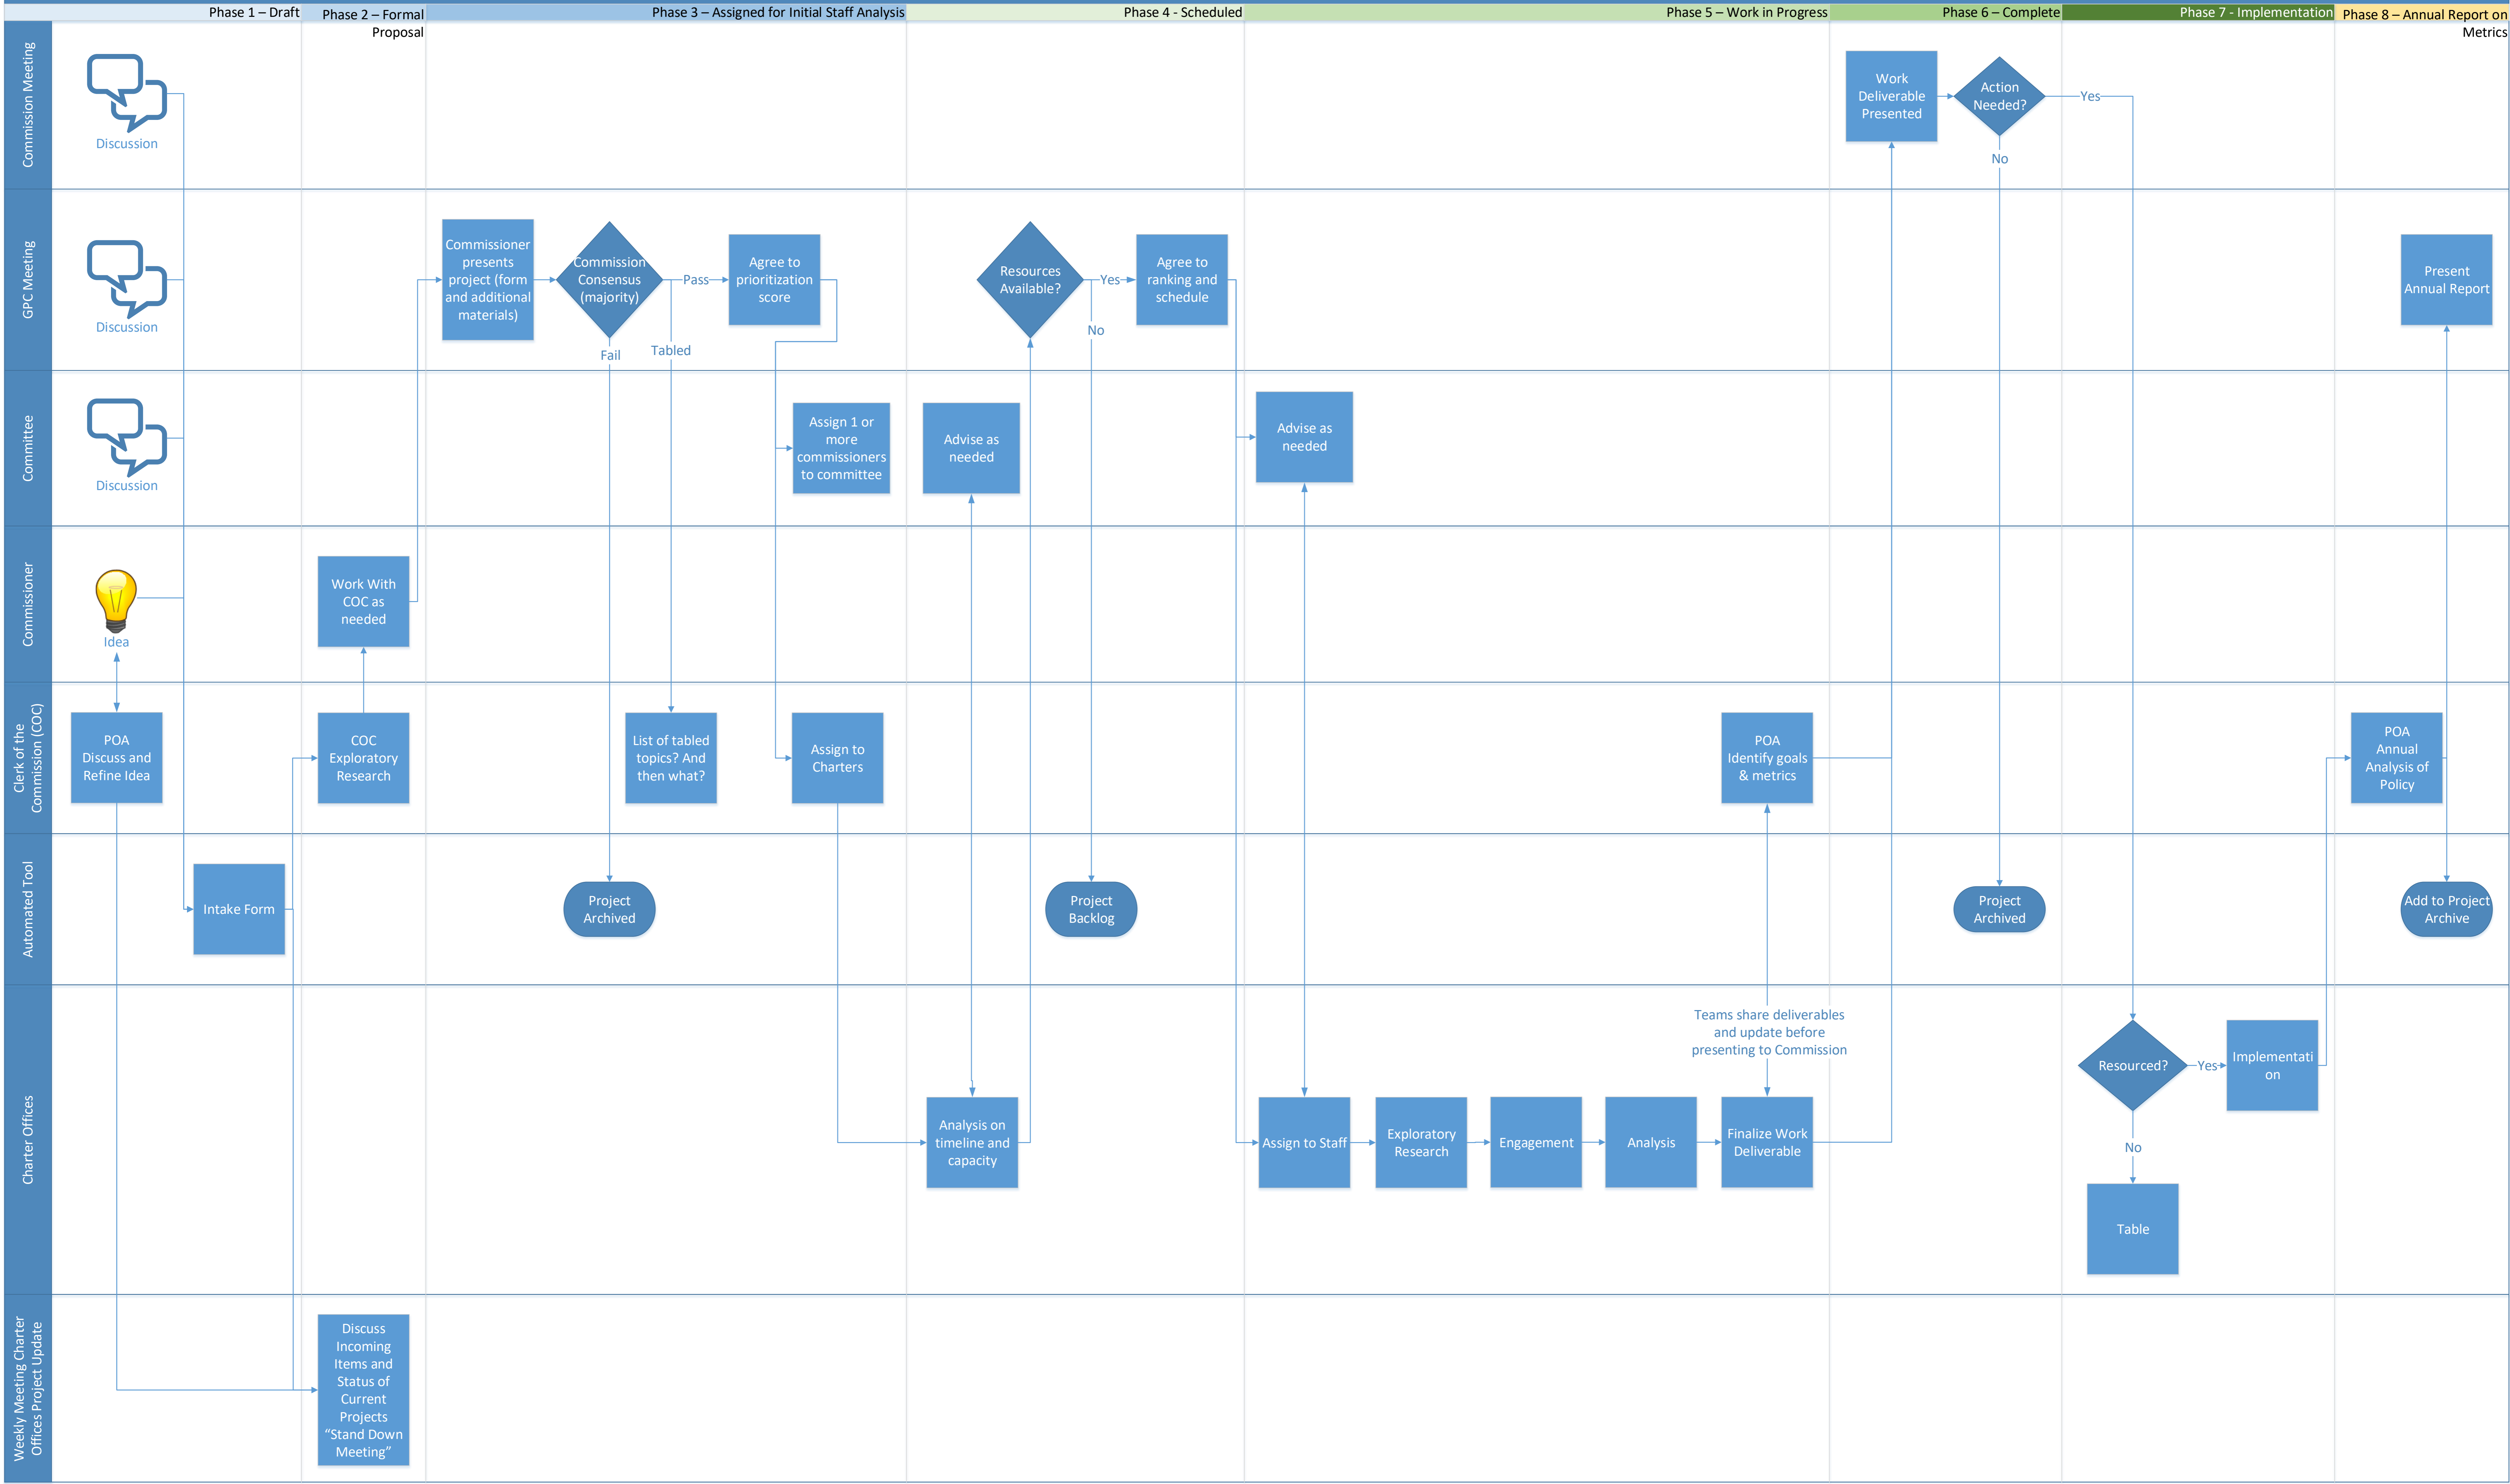 Phase 1 – Draft
Phase 2 – Formal
Proposal
Phase 3 – Assigned for Initial Staff Analysis
Phase 4 - Scheduled
Phase 5 – Work in Progress
Phase 6 – Complete
Phase 7 - Implementation
Phase 8 – Annual Report on
Metrics
Commission Meeting
Discussion
Work
Deliverable
Presented
Action
Needed?
Yes
No
GPC Meeting
Discussion
Commissioner
presents
project (form
and additional
materials)
Commission
Consensus
(majority)
Pass
Fail
Tabled
Agree to
prioritization
score
Resources
Available?
Yes
No
Agree to
ranking and
schedule
Present
Annual Report
Committee
Discussion
Assign 1 or
more
commissioners
to committee
Advise as
needed
Advise as
needed
Commissioner
Idea
Work With
COC as
needed
Clerk of the
Commission (COC)
POA
Discuss and
Refine Idea
COC
Exploratory
Research
List of tabled
topics? And
then what?
Assign to
Charters
POA
Identify goals
& metrics
POA
Annual
Analysis of
Policy
Automated Tool
Intake Form
Project
Archived
Project
Backlog
Project
Archived
Add to Project
Archive
Charter Offices
Analysis on
timeline and
capacity
Assign to Staff
Exploratory
Research
Engagement
Analysis
Teams share deliverables
and update before
presenting to Commission
Finalize Work
Deliverable
Resourced?
Yes
Implementati
on
No
Table
Weekly Meeting Charter
Offices Project Update
Discuss
Incoming
Items and
Status of
Current
Projects
“Stand Down
Meeting”